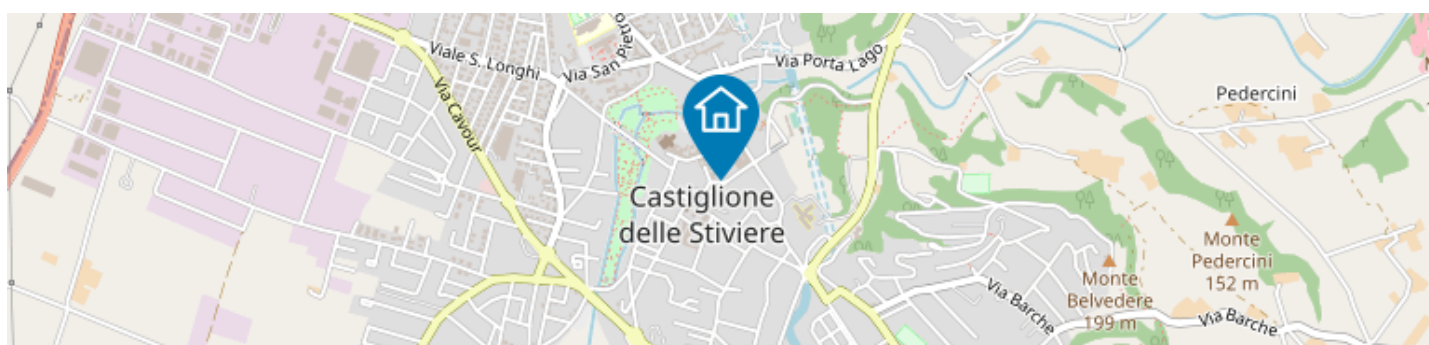 Viale S. Longhi
Via San Pietro
Via Porta Lago
Via Cavour
Pedercini
Castiglione
delle Stiviere
Monte
Pedercini
152 m
Monte
Belvedere
199 m
Via Barche
Via Barche